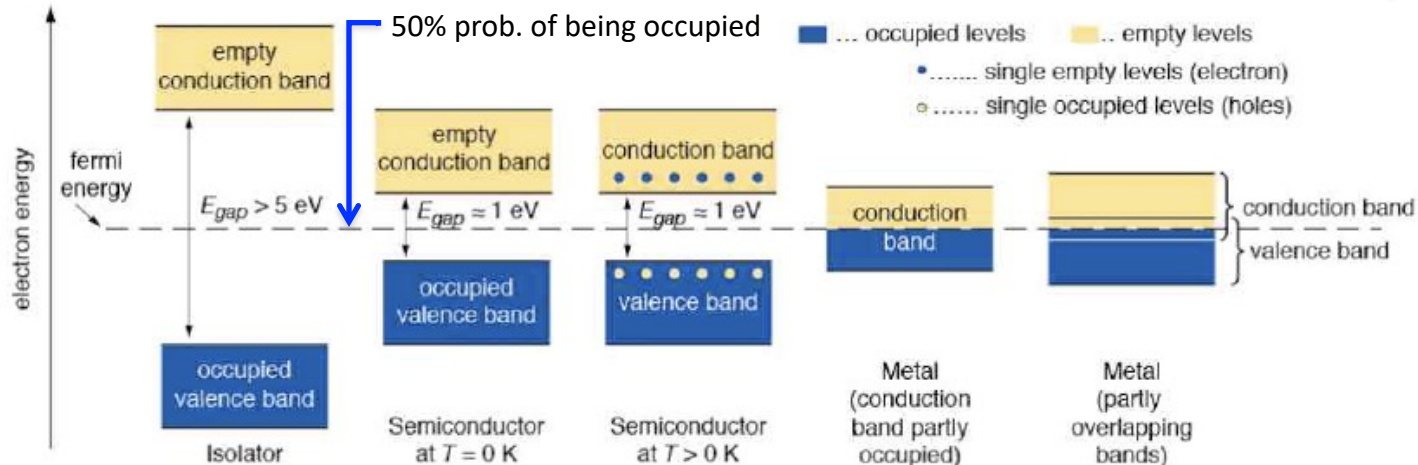 50% prob. of being occupied
... occupied levels
.. empty levels
....... single empty levels (electron)
...... single occupied levels (holes)
electron energy
fermi
energy
empty
conduction band
E_gap > 5 eV
occupied
valence band
Isolator
empty
conduction band
E_gap ≃ 1 eV
occupied
valence band
Semiconductor
at T = 0 K
conduction band
E_gap ≃ 1 eV
valence band
Semiconductor
at T > 0 K
conduction
band
Metal
(conduction
band partly
occupied)
conduction band
valence band
Metal
(partly
overlapping
bands)